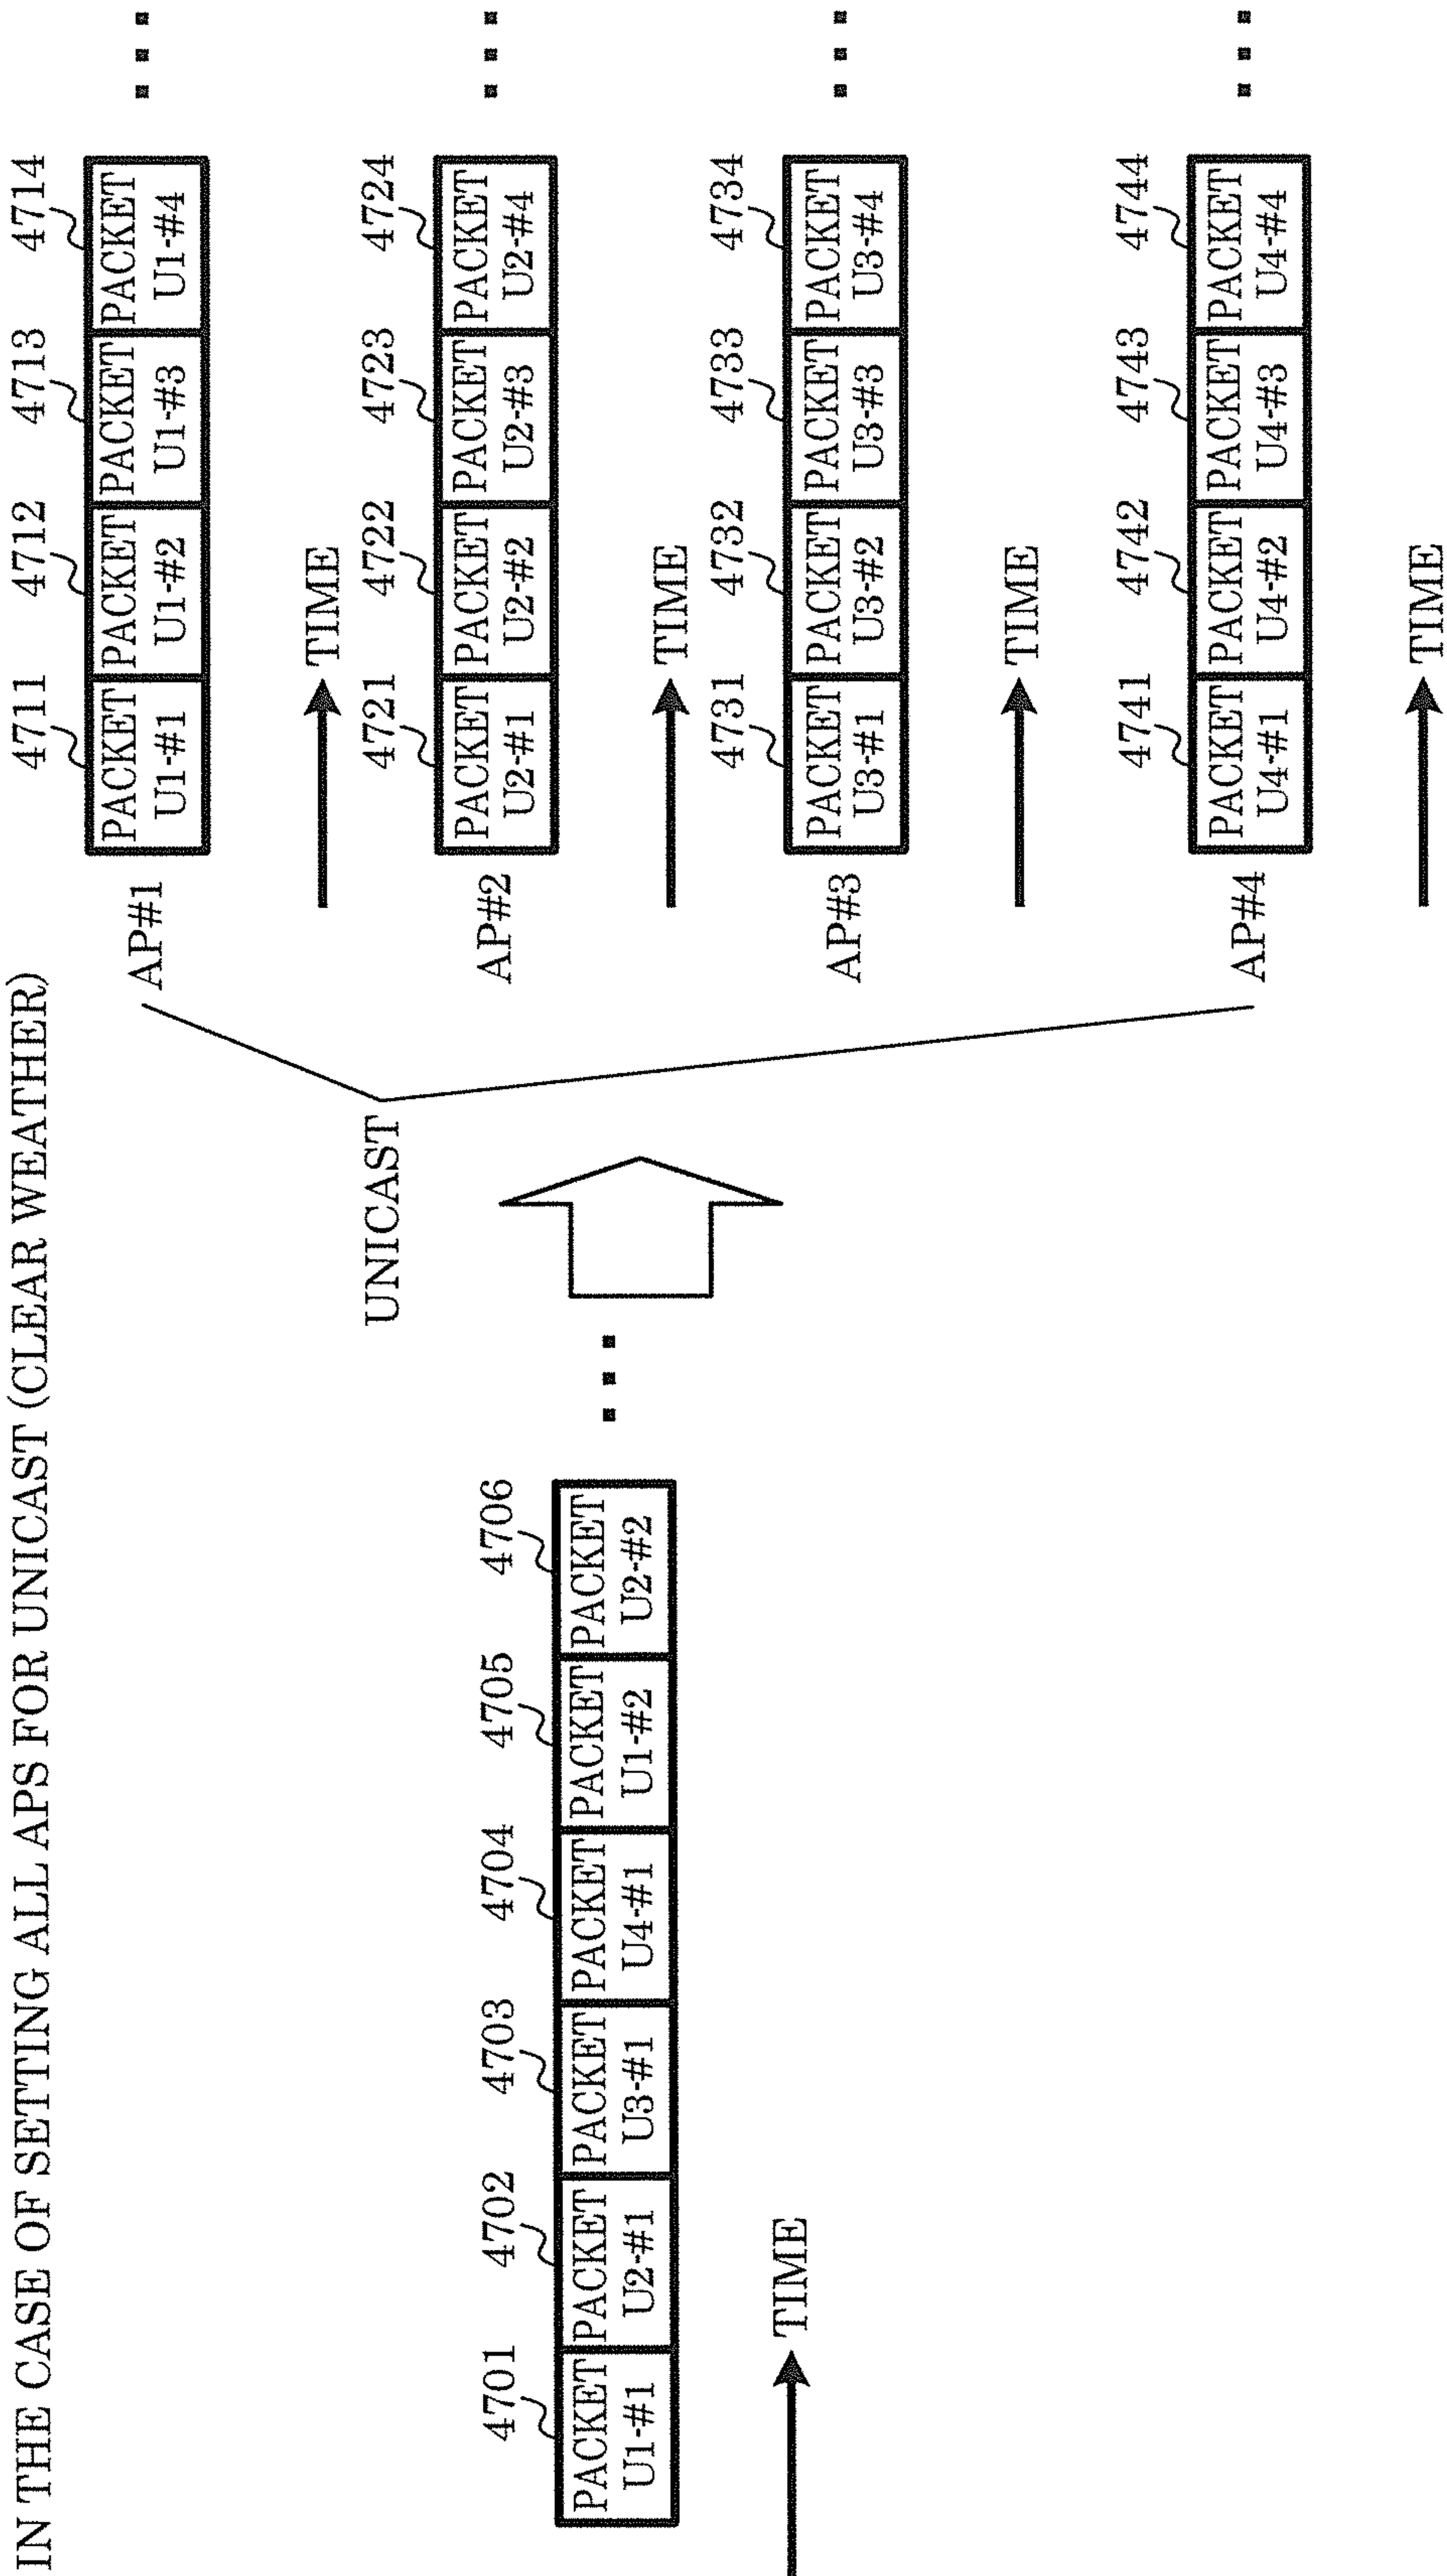 IN THE CASE OF SETTING ALL APS FOR UNICAST (CLEAR WEATHER)
4701 4702 4703 4704 4705 4706
PACKET PACKET PACKET PACKET PACKET PACKET
U1-#1 U2-#1 U3-#1 U4-#1 U1-#2 U2-#2
TIME
UNICAST
4711 4712 4713 4714
AP#1
PACKET PACKET PACKET PACKET
U1-#1 U1-#2 U1-#3 U1-#4
TIME
4721 4722 4723 4724
AP#2
PACKET PACKET PACKET PACKET
U2-#1 U2-#2 U2-#3 U2-#4
TIME
4731 4732 4733 4734
AP#3
PACKET PACKET PACKET PACKET
U3-#1 U3-#2 U3-#3 U3-#4
TIME
4741 4742 4743 4744
AP#4
PACKET PACKET PACKET PACKET
U4-#1 U4-#2 U4-#3 U4-#4
TIME